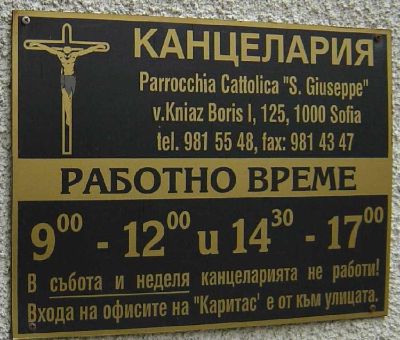 КАНЦЕЛАРИЯ
Parrocchia Cattolica "S. Giuseppe"
v.Kniaz Boris I, 125, 1000 Sofia
tel. 981 55 48, fax: 981 43 47
РАБОТНО ВРЕМЕ
9⁰⁰ - 12⁰⁰ и 14³⁰ - 17⁰⁰
В събота и неделя канцеларията не работи!
Входа на офисите на "Каритас' е от към улицата.